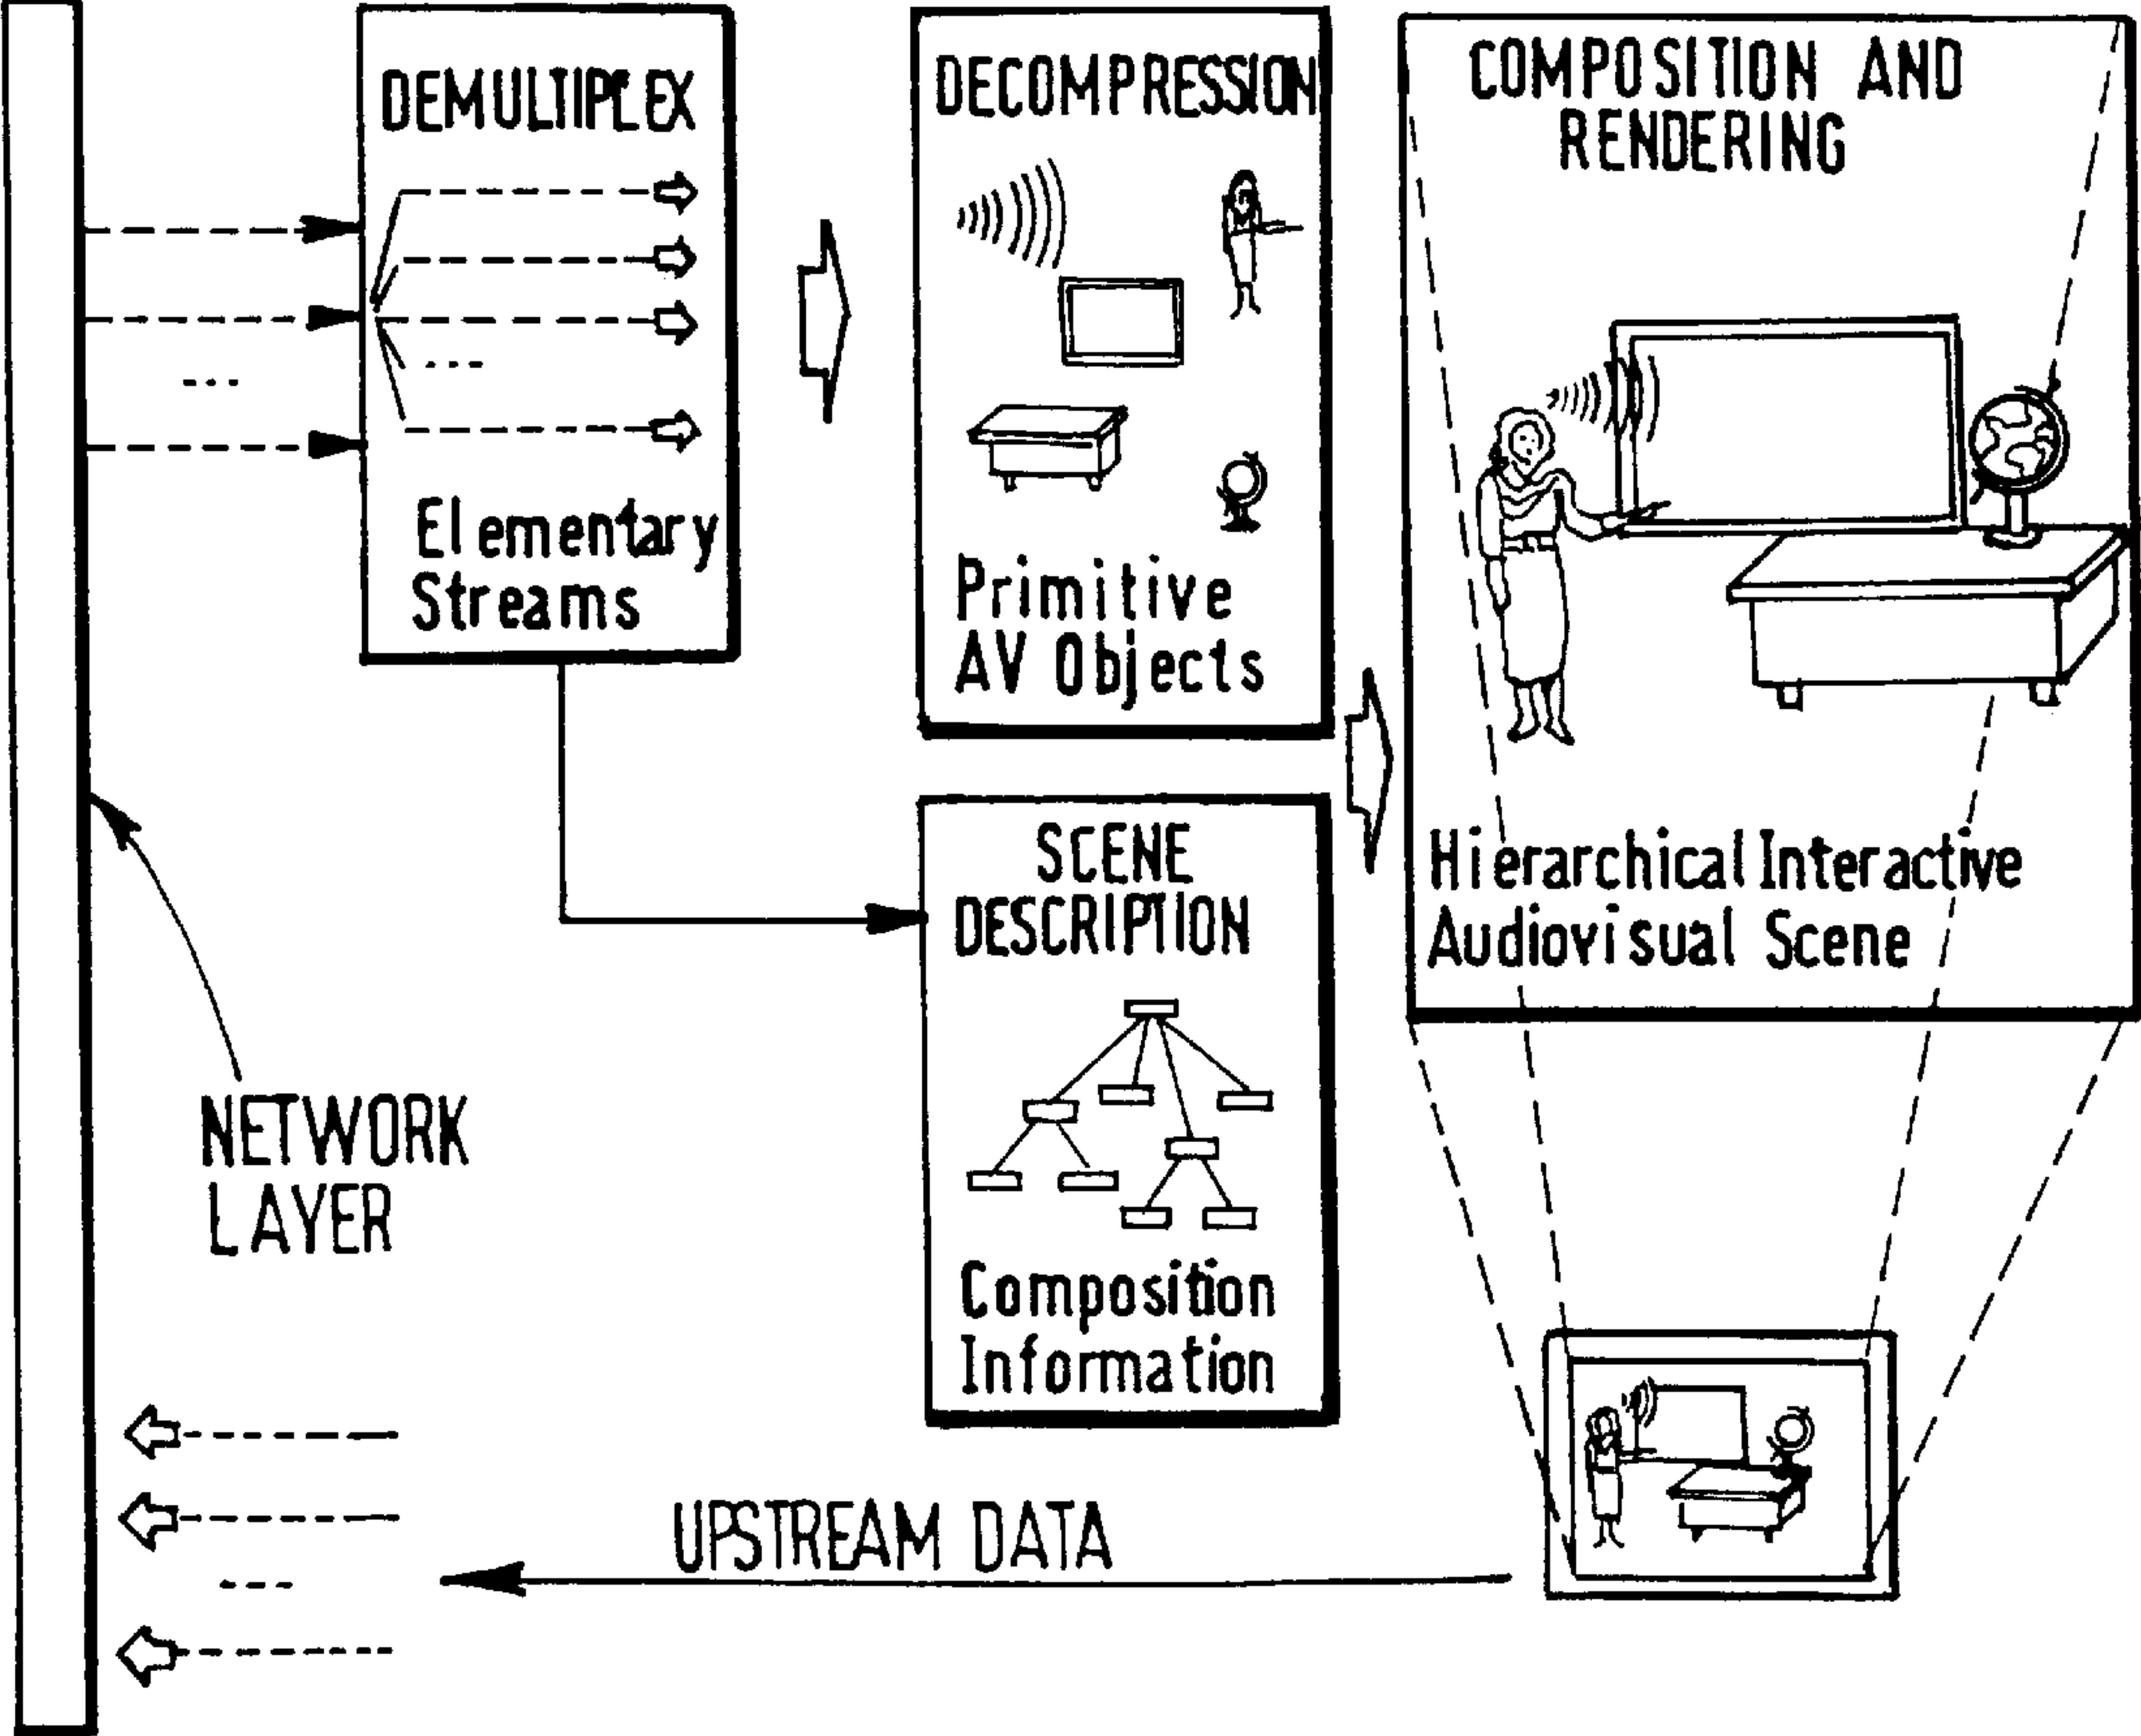 DEMULTIPLEX
Elementary
Streams
DECOMPRESSION
Primitive
AV Objects
COMPOSITION AND
RENDERING
Hierarchical Interactive
Audiovisual Scene
SCENE
DESCRIPTION
Composition
Information
NETWORK
LAYER
UPSTREAM DATA